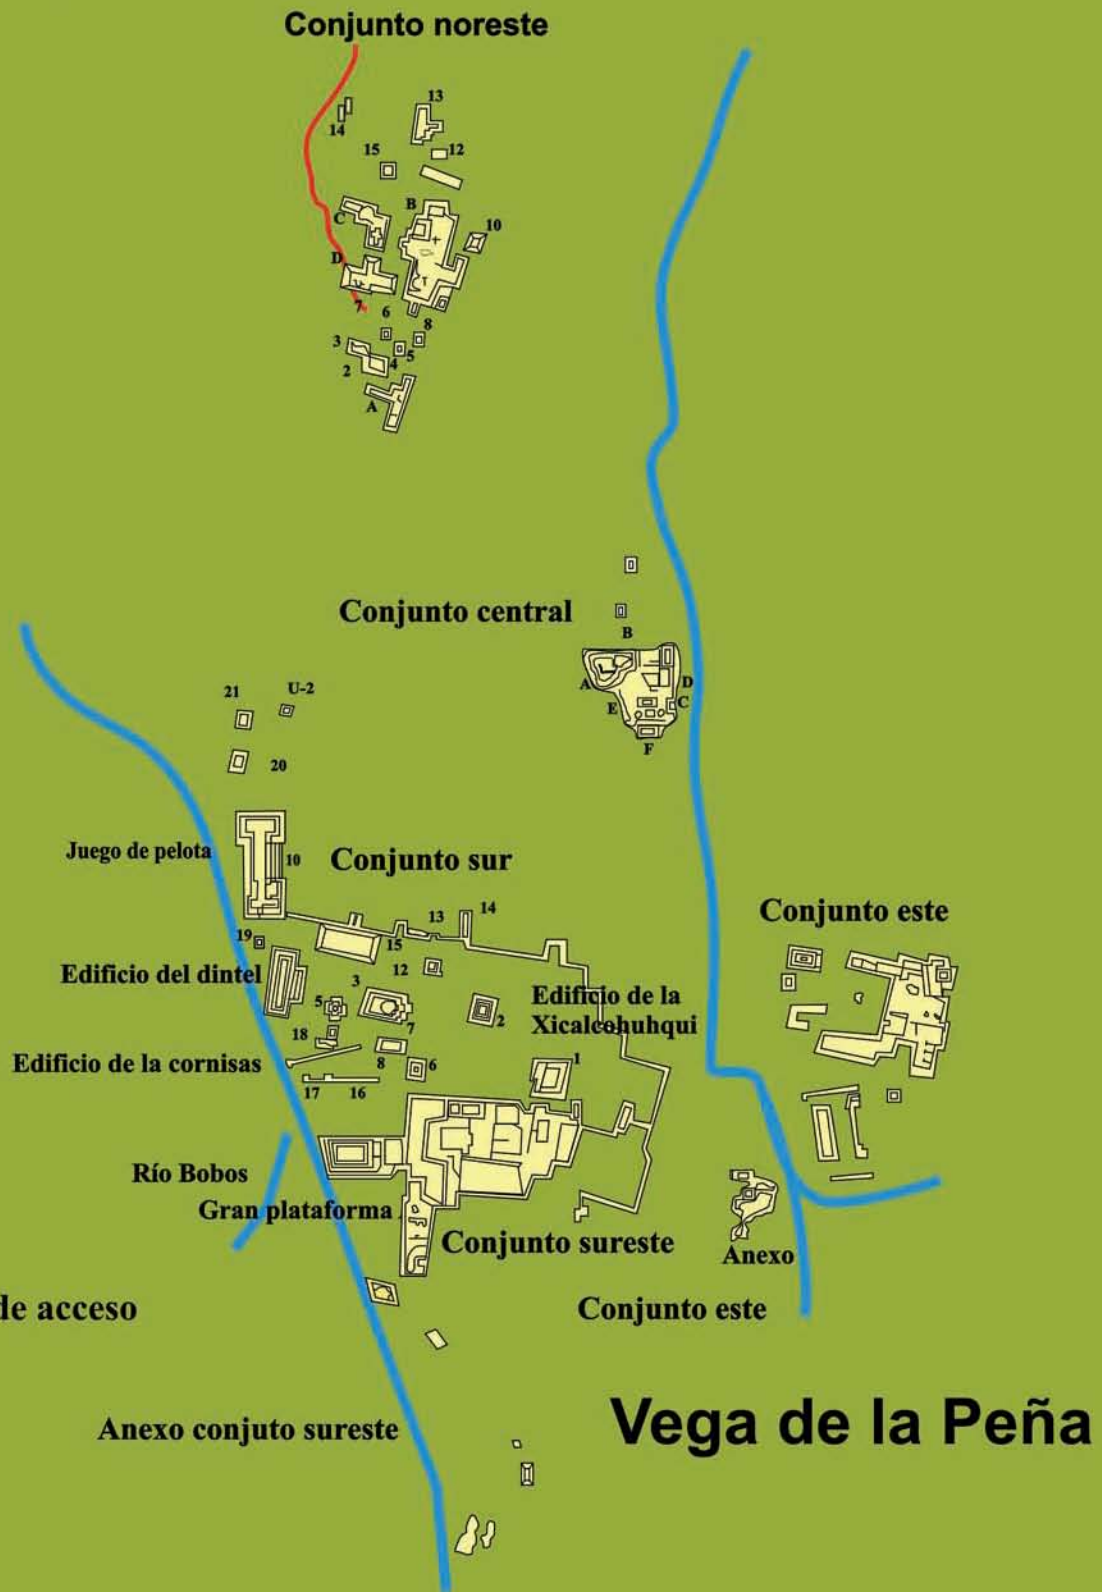 Conjunto noreste
13
14
15
12
B
C
10
D
7
6
8
3
5
4
2
A
Conjunto central
B
A
D
E
C
F
21
U-2
20
Juego de pelota
10
Conjunto sur
14
13
Conjunto este
19
15
Edificio del dintel
12
3
5
Edificio de la
Xicalcohuhqui
2
7
18
Edificio de la cornisas
8
6
1
17
16
Río Bobos
Gran plataforma
Conjunto sureste
Anexo
de acceso
Conjunto este
Vega de la Peña
Anexo conjuto sureste